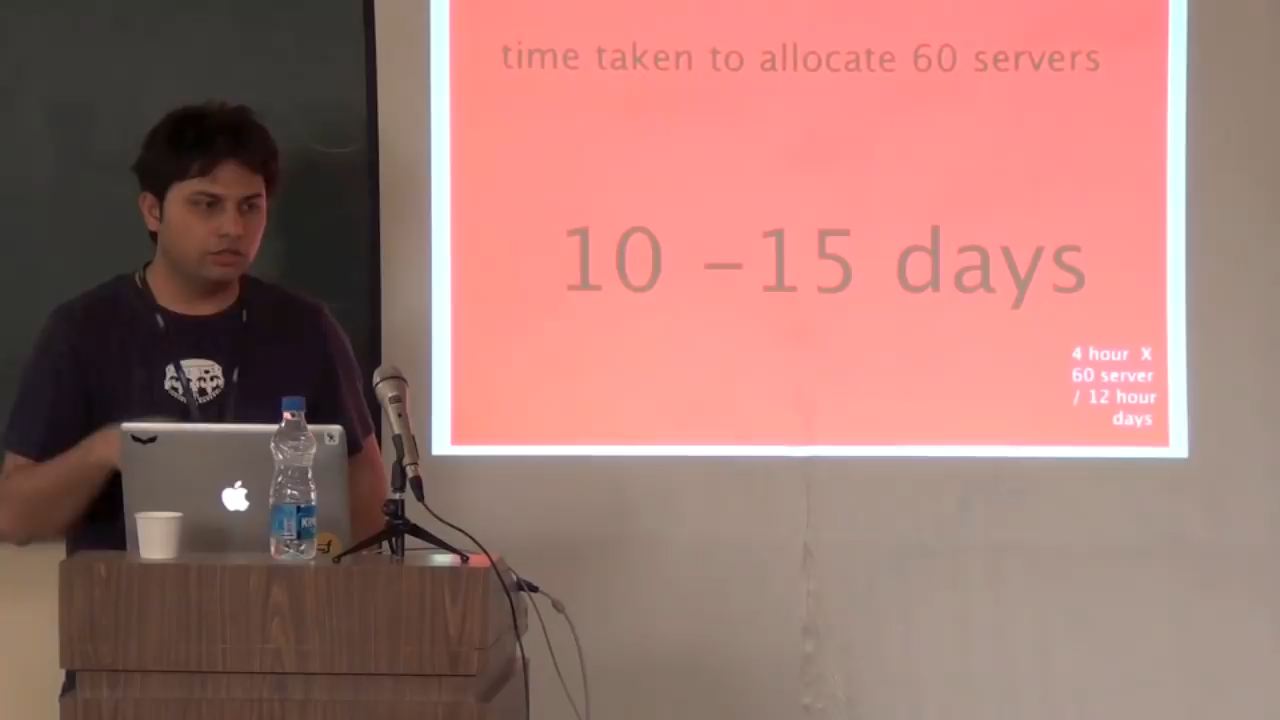 time taken to allocate 60 servers
10 -15 days
4 hour X
60 server
/ 12 hour
days